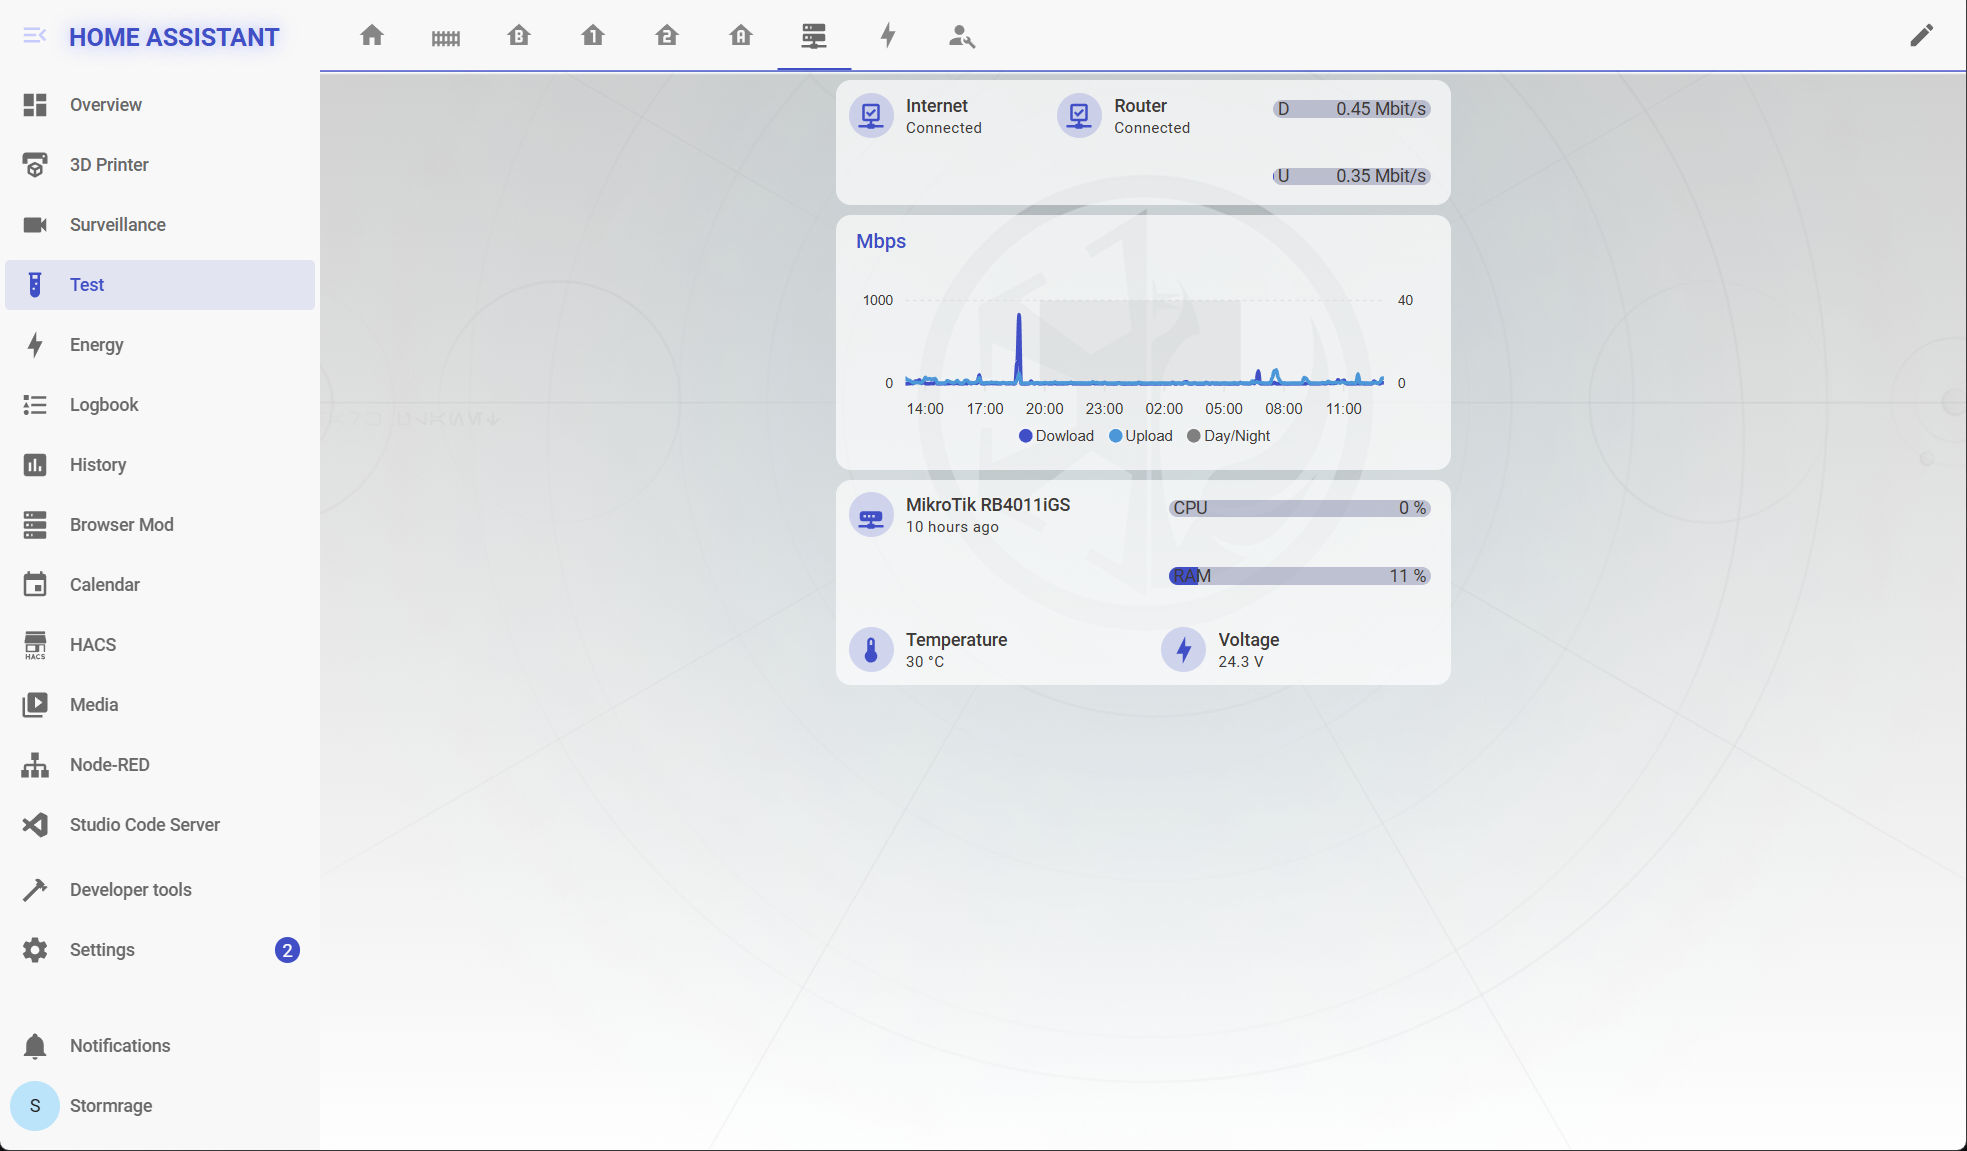 HOME ASSISTANT
Overview
3D Printer
Surveillance
Test
Energy
Logbook
History
Browser Mod
Calendar
HACS
HACS
Media
Node-RED
Studio Code Server
Developer tools
Settings 2
Notifications
S Stormrage
B 1 2 A
Internet
Connected
Router
Connected
D 0.45 Mbit/s
U 0.35 Mbit/s
Mbps
1000 40
0 0
14:00 17:00 20:00 23:00 02:00 05:00 08:00 11:00
Dowload Upload Day/Night
MikroTik RB4011iGS
10 hours ago
CPU 0 %
RAM 11 %
Temperature
30 °C
Voltage
24.3 V